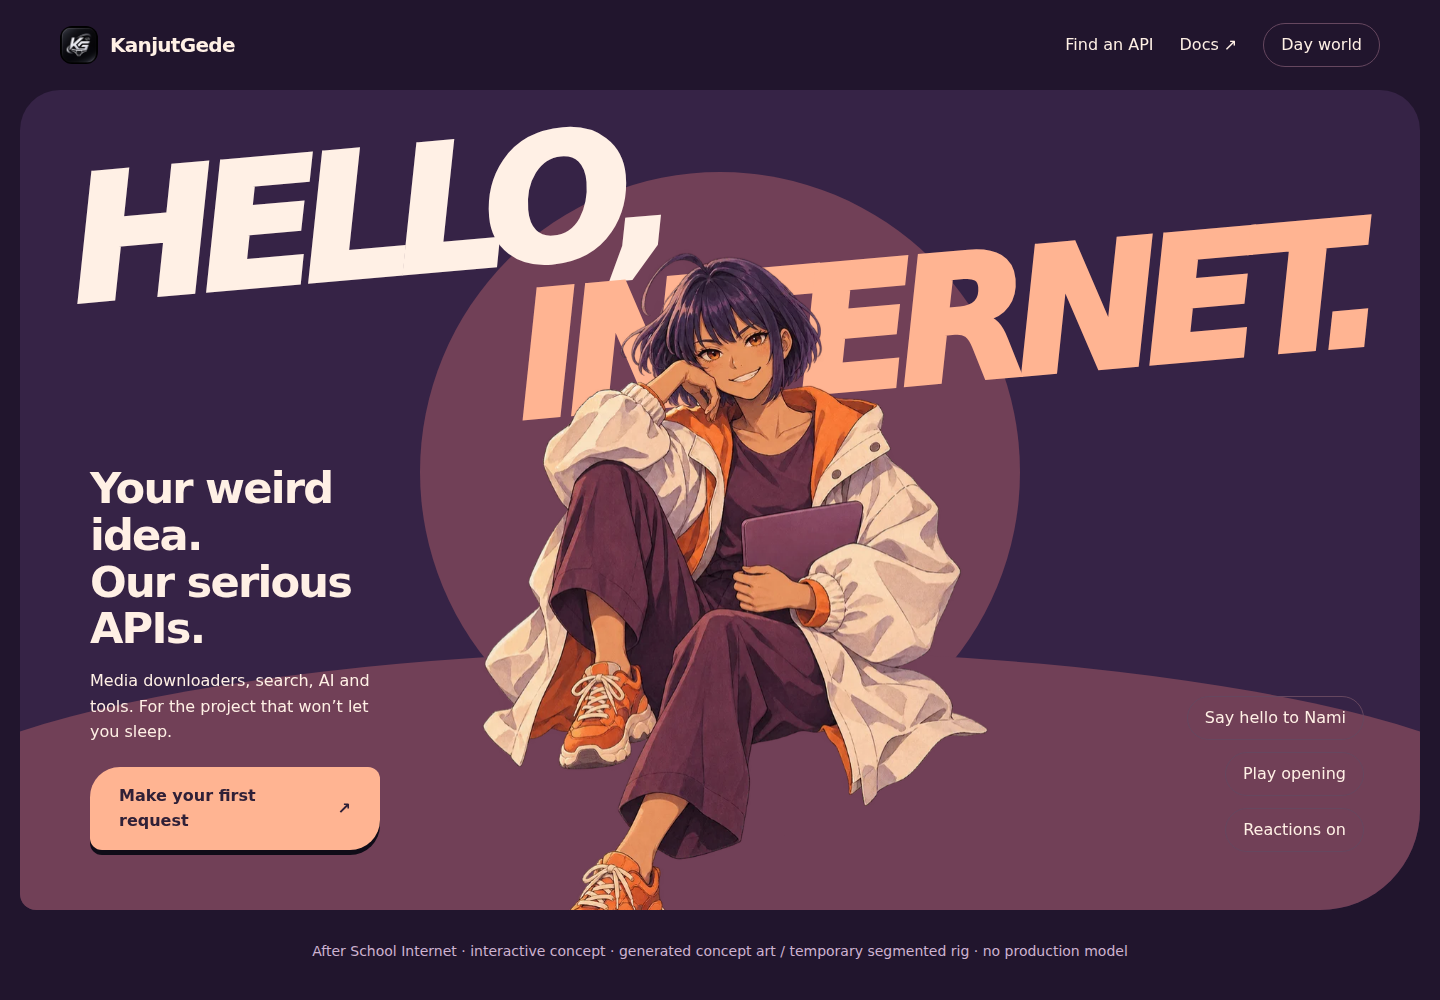 KG
KanjutGede
Find an API
Docs ↗
Day world
HELLO,
INTERNET.
Your weird
idea.
Our serious
APIs.
Media downloaders, search, AI and
tools. For the project that won’t let
you sleep.
Make your first
request ↗
Say hello to Nami
Play opening
Reactions on
After School Internet · interactive concept · generated concept art / temporary segmented rig · no production model